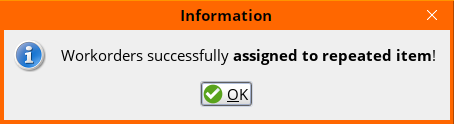 Information
Workorders successfully assigned to repeated item!
OK